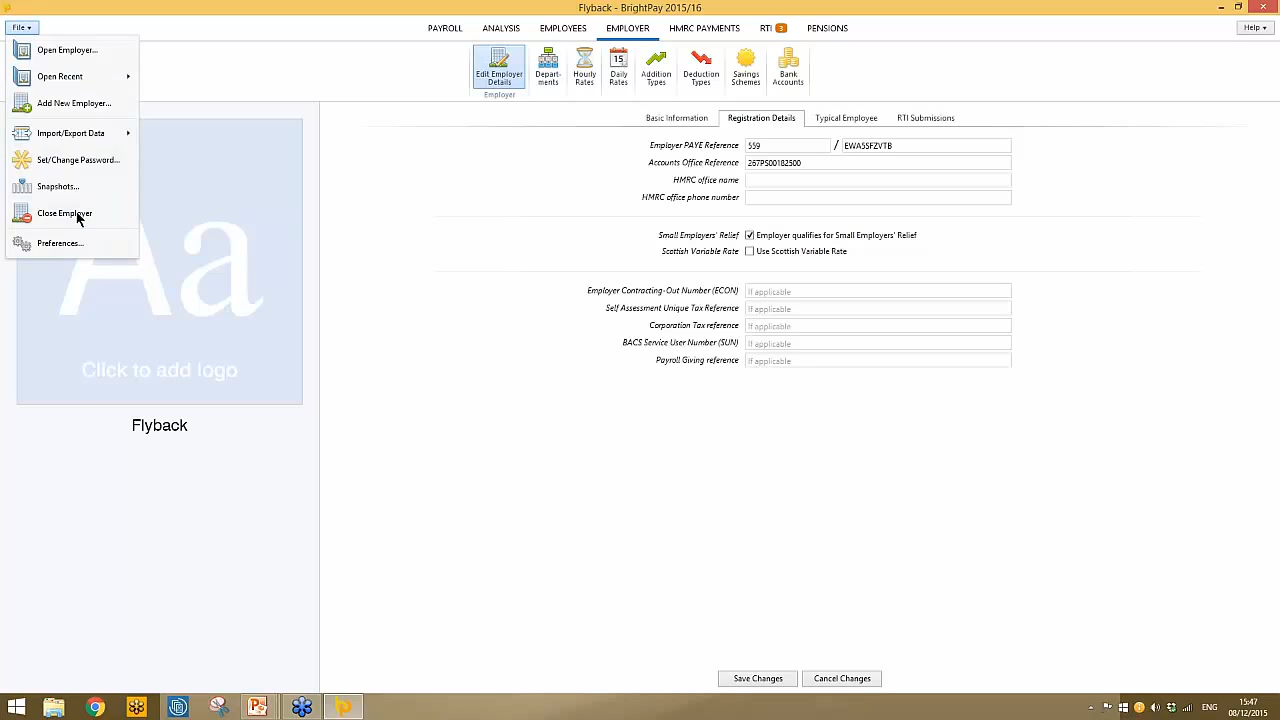 Flyback - BrightPay 2015/16
File
PAYROLL
ANALYSIS
EMPLOYEES
EMPLOYER
HMRC PAYMENTS
RTI 3
PENSIONS
Help
Open Employer...
Open Recent
Add New Employer...
Import/Export Data
Set/Change Password...
Snapshots...
Close Employer
Preferences...
Edit Employer
Details
Depart-
ments
Hourly
Rates
15
Daily
Rates
Addition
Types
Deduction
Types
Savings
Schemes
Bank
Accounts
Employer
Basic Information
Registration Details
Typical Employee
RTI Submissions
Employer PAYE Reference 559 / EWA5SFZVTB
Accounts Office Reference 267PS00182500
HMRC office name
HMRC office phone number
Small Employers' Relief Employer qualifies for Small Employers' Relief
Scottish Variable Rate Use Scottish Variable Rate
Employer Contracting-Out Number (ECON) If applicable
Self Assessment Unique Tax Reference If applicable
Corporation Tax reference If applicable
BACS Service User Number (SUN) If applicable
Payroll Giving reference If applicable
Aa
Click to add logo
Flyback
Save Changes
Cancel Changes
ENG
15:47
08/12/2015